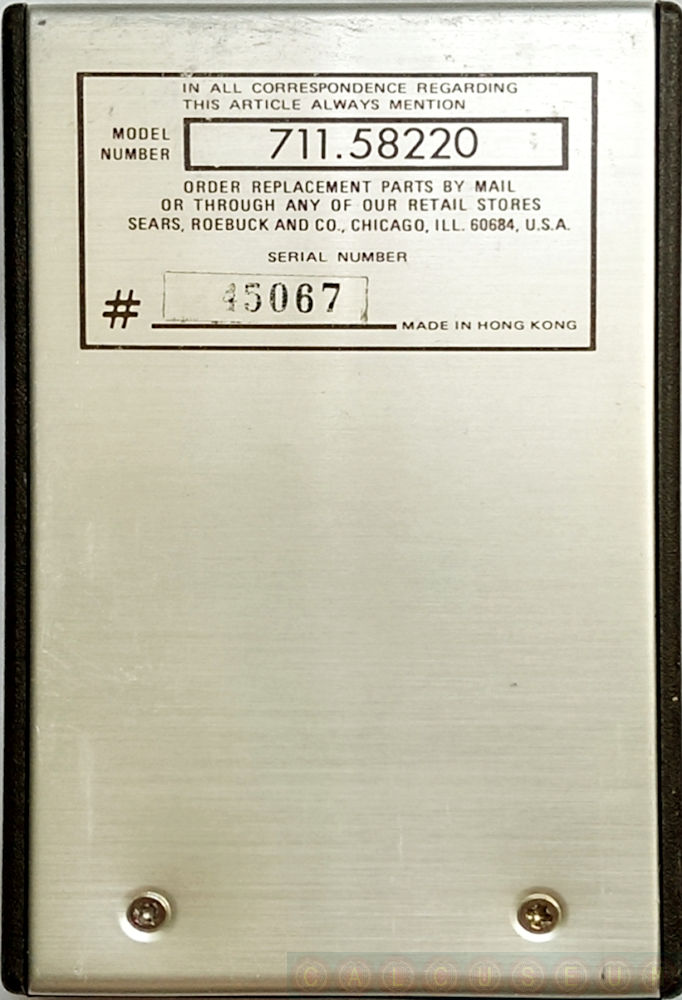 IN ALL CORRESPONDENCE REGARDING
THIS ARTICLE ALWAYS MENTION
MODEL
NUMBER
711.58220
ORDER REPLACEMENT PARTS BY MAIL
OR THROUGH ANY OF OUR RETAIL STORES
SEARS, ROEBUCK AND CO., CHICAGO, ILL. 60684, U.S.A.
SERIAL NUMBER
# 45067
MADE IN HONG KONG